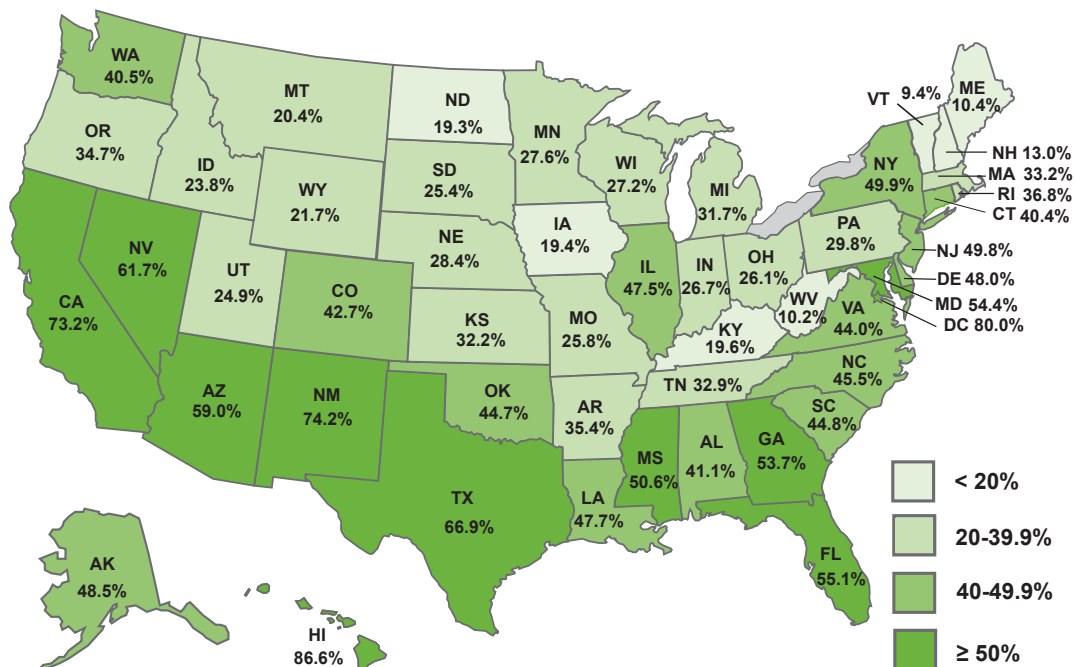 WA
40.5%
MT
20.4%
ND
19.3%
MN
27.6%
VT
9.4%
ME
10.4%
OR
34.7%
ID
23.8%
WY
21.7%
SD
25.4%
WI
27.2%
MI
31.7%
NY
49.9%
NH 13.0%
MA 33.2%
RI 36.8%
CT 40.4%
NV
61.7%
UT
24.9%
CO
42.7%
NE
28.4%
IA
19.4%
IL
47.5%
IN
26.7%
OH
26.1%
PA
29.8%
NJ 49.8%
DE 48.0%
MD 54.4%
DC 80.0%
CA
73.2%
KS
32.2%
MO
25.8%
KY
19.6%
WV
10.2%
VA
44.0%
AZ
59.0%
NM
74.2%
OK
44.7%
AR
35.4%
TN 32.9%
NC
45.5%
SC
44.8%
TX
66.9%
LA
47.7%
MS
50.6%
AL
41.1%
GA
53.7%
FL
55.1%
AK
48.5%
HI
86.6%
< 20%
20-39.9%
40-49.9%
≥ 50%